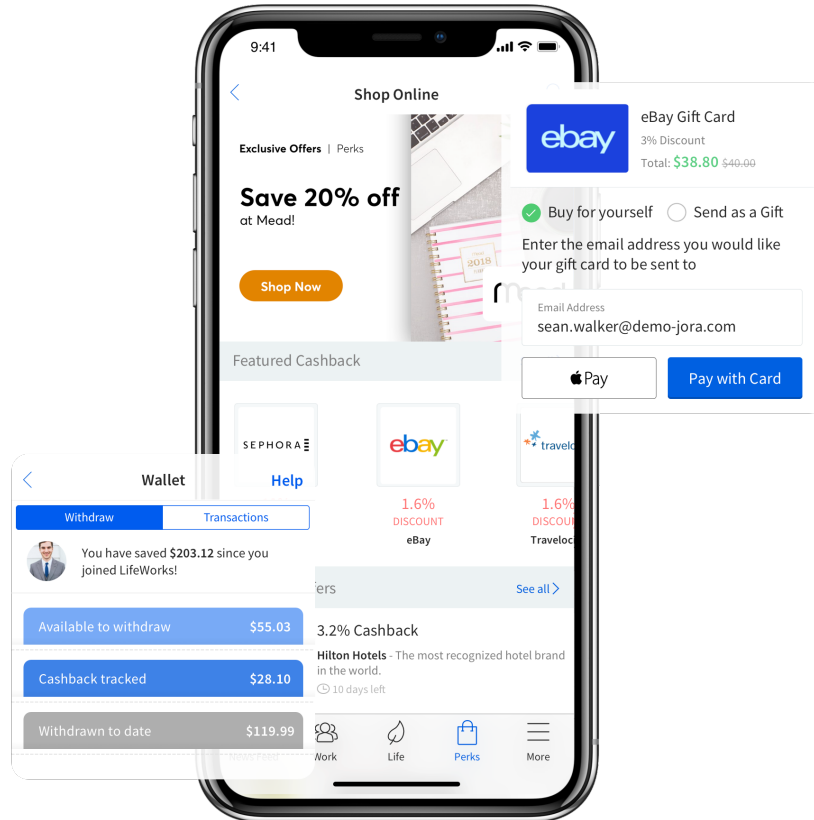 9:41
Shop Online
Exclusive Offers | Perks
Save 20% off
at Mead!
Shop Now
2018
Mead
Featured Cashback
SEPHORA
ebay
1.6%
DISCOUNT
eBay
traveloc
1.6%
DISCOUN
Traveloci
fers
See all
3.2% Cashback
Hilton Hotels - The most recognized hotel brand
in the world.
10 days left
News Feed
Work
Life
Perks
More
ebay
eBay Gift Card
3% Discount
Total: $38.80 $40.00
Buy for yourself
Send as a Gift
Enter the email address you would like
your gift card to be sent to
Email Address
sean.walker@demo-jora.com
Pay
Pay with Card
Wallet
Help
Withdraw
Transactions
You have saved $203.12 since you
joined LifeWorks!
Available to withdraw $55.03
Cashback tracked $28.10
Withdrawn to date $119.99